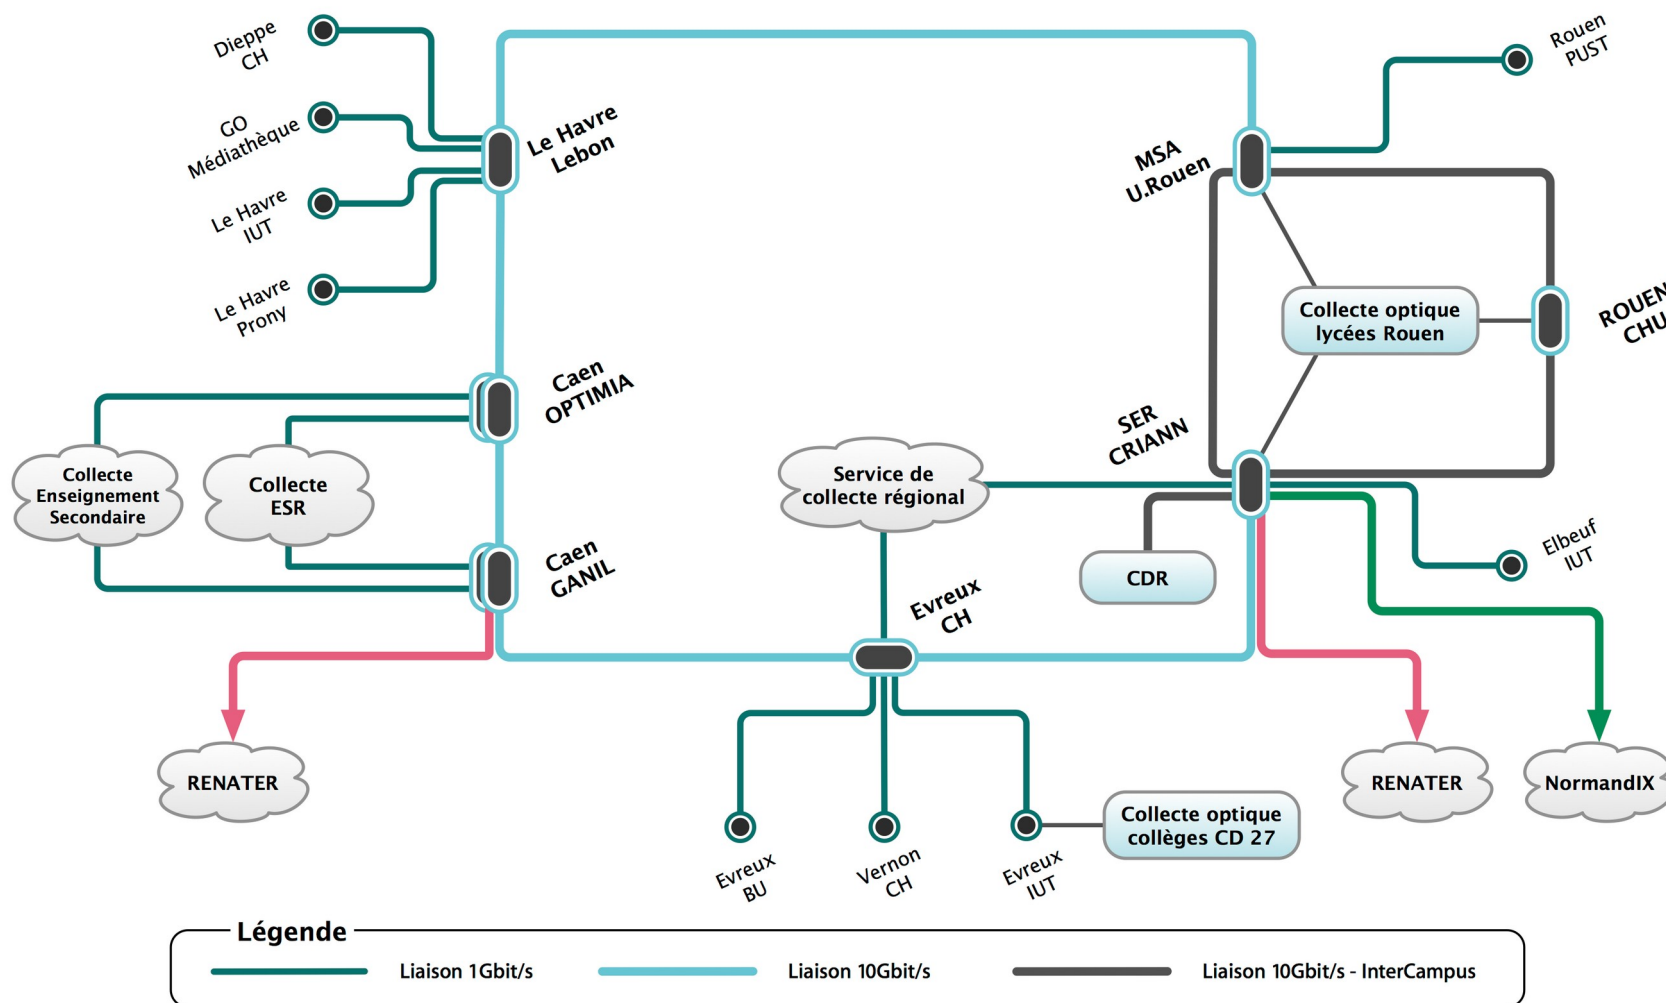 Dieppe
CH
GO
Médiathèque
Le Havre
IUT
Le Havre
Prony
Le Havre
Lebon
Caen
OPTIMIA
Caen
GANIL
Collecte
Enseignement
Secondaire
Collecte
ESR
RENATER
Rouen
PUST
MSA
U.Rouen
Collecte optique
lycées Rouen
ROUEN
CHU
SER
CRIANN
Service de
collecte régional
CDR
Elbeuf
IUT
Evreux
CH
Evreux
BU
Vernon
CH
Evreux
IUT
Collecte optique
collèges CD 27
RENATER
NormandIX
Légende
Liaison 1Gbit/s
Liaison 10Gbit/s
Liaison 10Gbit/s - InterCampus